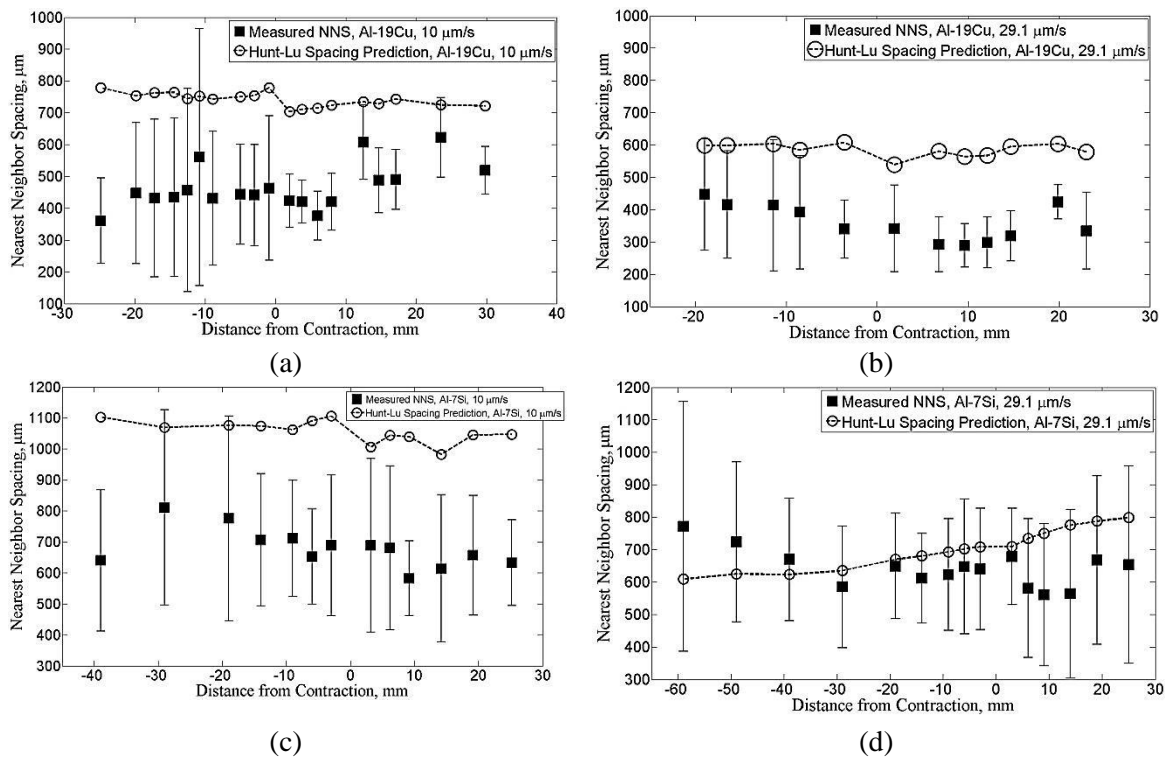 1000
900
800
700
600
500
400
300
200
100
Nearest Neighbor Spacing, μm
Measured NNS, Al-19Cu, 10 μm/s
Hunt-Lu Spacing Prediction, Al-19Cu, 10 μm/s
-30 -20 -10 0 10 20 30 40
Distance from Contraction, mm
(a)
1000
900
800
700
600
500
400
300
200
100
Nearest Neighbor Spacing, μm
Measured NNS, Al-19Cu, 29.1 μm/s
Hunt-Lu Spacing Prediction, Al-19Cu, 29.1 μm/s
-20 -10 0 10 20 30
Distance from Contraction, mm
(b)
1200
1100
1000
900
800
700
600
500
400
300
Nearest Neighbor Spacing, μm
Measured NNS, Al-7Si, 10 μm/s
Hunt-Lu Spacing Prediction, Al-7Si, 10 μm/s
-40 -30 -20 -10 0 10 20 30
Distance from Contraction, mm
(c)
1200
1100
1000
900
800
700
600
500
400
300
Nearest Neighbor Spacing, μm
Measured NNS, Al-7Si, 29.1 μm/s
Hunt-Lu Spacing Prediction, Al-7Si, 29.1 μm/s
-60 -50 -40 -30 -20 -10 0 10 20 30
Distance from Contraction, mm
(d)